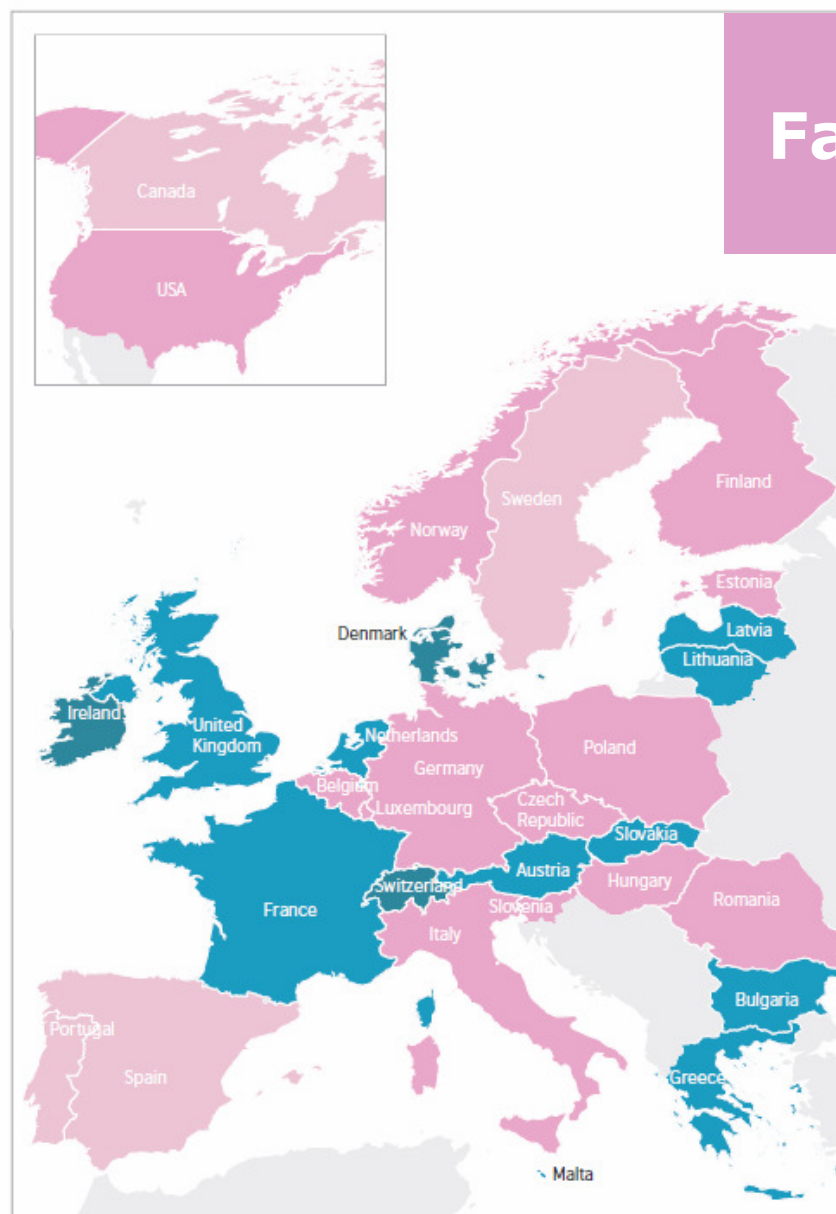 Fa
Canada
USA
Sweden
Finland
Norway
Estonia
Denmark
Latvia
Lithuania
Ireland
United
Kingdom
Netherlands
Poland
Germany
Belgium
Luxembourg
Czech
Republic
Slovakia
Austria
Switzerland
Hungary
Slovenia
Romania
France
Italy
Bulgaria
Portugal
Spain
Greece
Malta